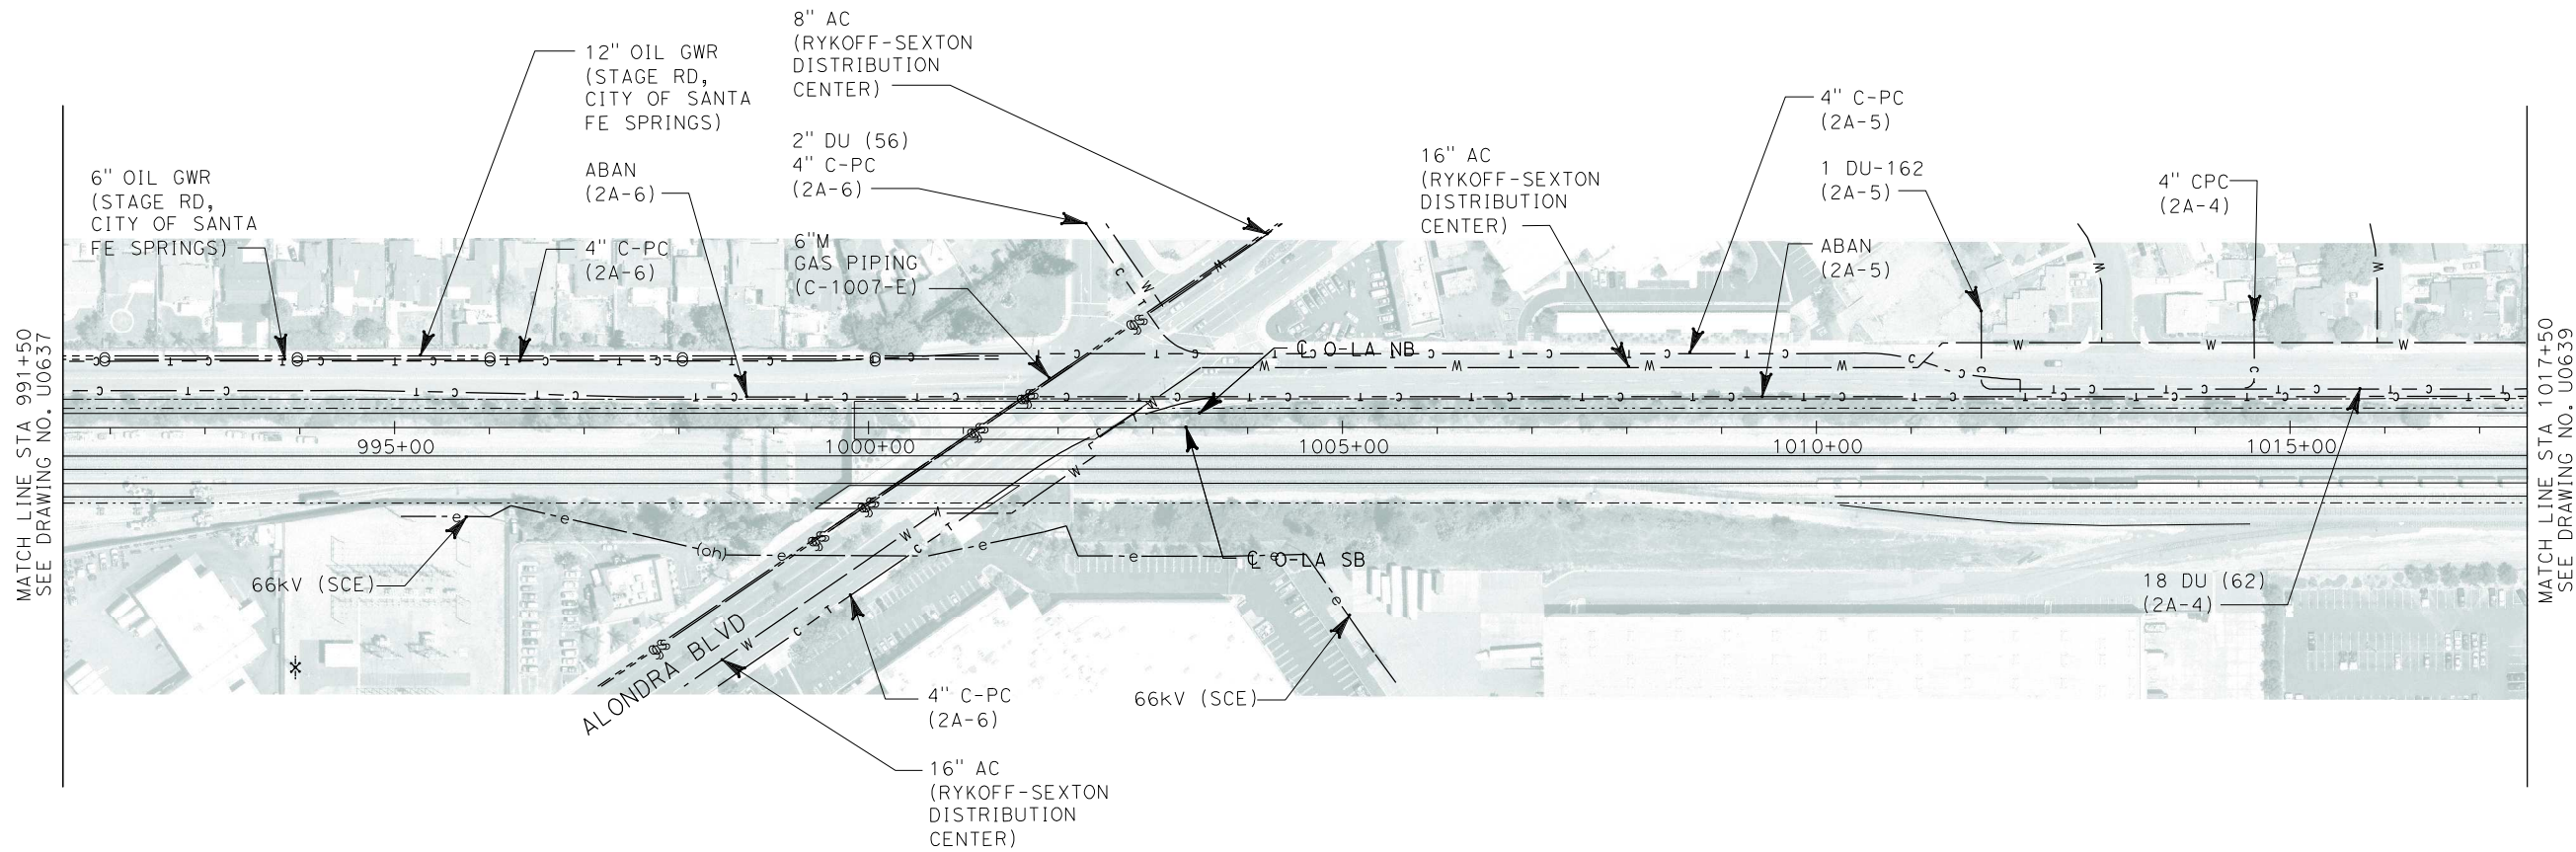 8" AC
(RYKOFF-SEXTON
DISTRIBUTION
CENTER)
12" OIL GWR
(STAGE RD,
CITY OF SANTA
FE SPRINGS)
2" DU (56)
4" C-PC
(2A-6)
4" C-PC
(2A-5)
16" AC
(RYKOFF-SEXTON
DISTRIBUTION
CENTER)
1 DU-162
(2A-5)
4" CPC
(2A-4)
6" OIL GWR
(STAGE RD,
CITY OF SANTA
FE SPRINGS)
ABAN
(2A-6)
4" C-PC
(2A-6)
6"M
GAS PIPING
(C-1007-E)
ABAN
(2A-5)
℄ O-LA NB
MATCH LINE STA 991+50
SEE DRAWING NO. U0637
995+00
1000+00
1005+00
1010+00
1015+00
MATCH LINE STA 1017+50
SEE DRAWING NO. U0639
(oh)
℄ O-LA SB
66kV (SCE)
18 DU (62)
(2A-4)
ALONDRA BLVD
4" C-PC
(2A-6)
66kV (SCE)
16" AC
(RYKOFF-SEXTON
DISTRIBUTION
CENTER)